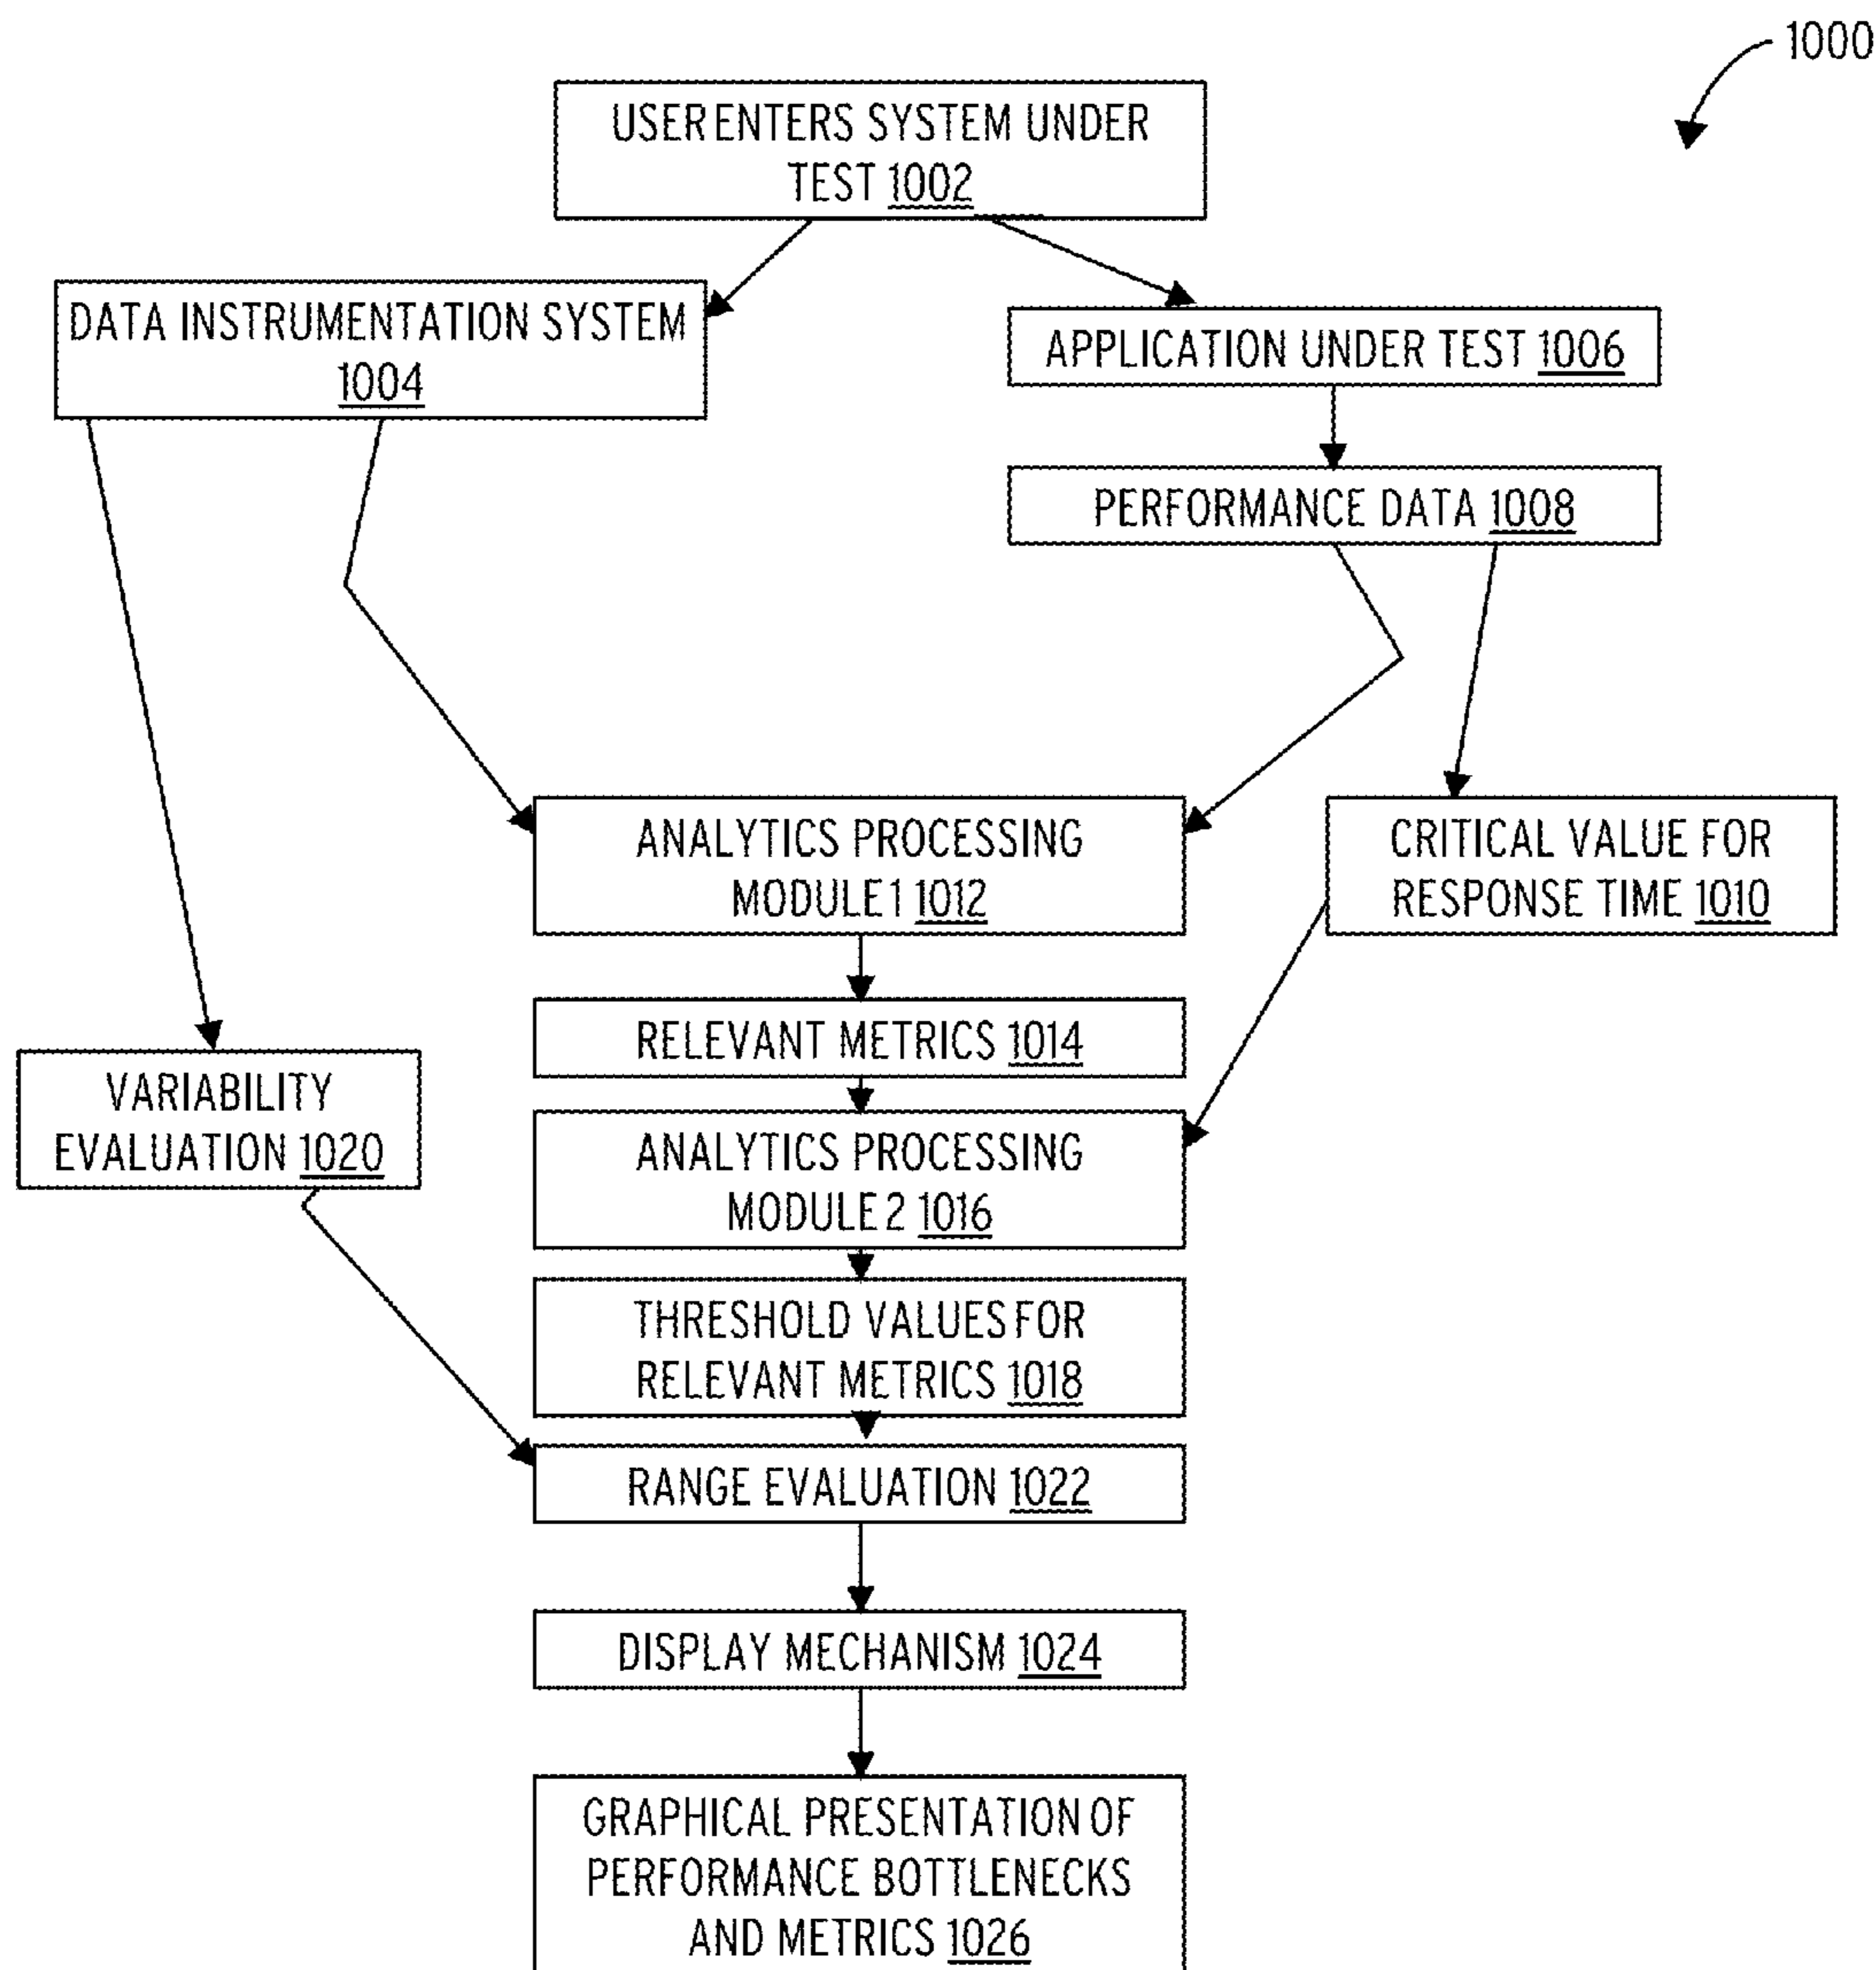 1000
USER ENTERS SYSTEM UNDER
TEST 1002
DATA INSTRUMENTATION SYSTEM
1004
APPLICATION UNDER TEST 1006
PERFORMANCE DATA 1008
ANALYTICS PROCESSING
MODULE 1 1012
CRITICAL VALUE FOR
RESPONSE TIME 1010
RELEVANT METRICS 1014
VARIABILITY
EVALUATION 1020
ANALYTICS PROCESSING
MODULE 2 1016
THRESHOLD VALUES FOR
RELEVANT METRICS 1018
RANGE EVALUATION 1022
DISPLAY MECHANISM 1024
GRAPHICAL PRESENTATION OF
PERFORMANCE BOTTLENECKS
AND METRICS 1026